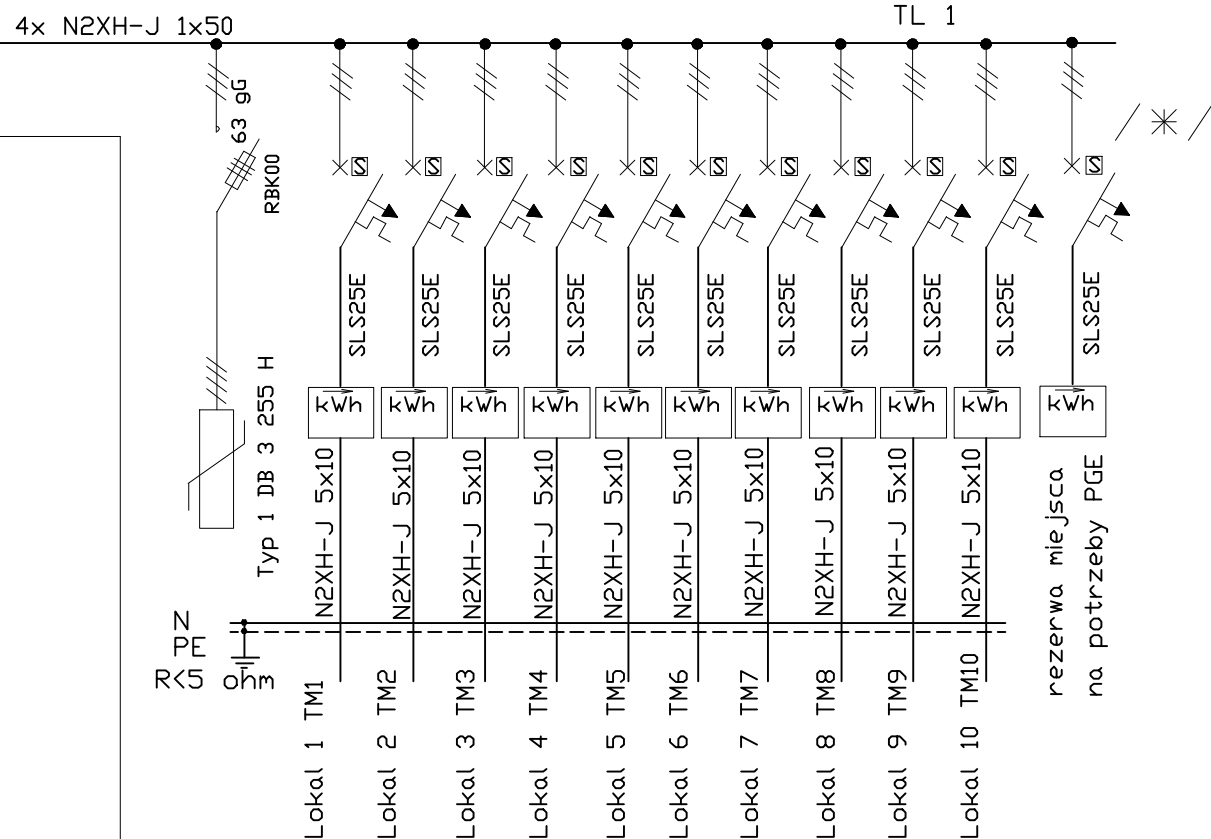 4x N2XH-J 1x50
TL 1
63 gG
RBK00
S
S
S
S
S
S
S
S
S
S
S
SLS25E
SLS25E
SLS25E
SLS25E
SLS25E
SLS25E
SLS25E
SLS25E
SLS25E
SLS25E
SLS25E
Typ 1 DB 3 255 H
kWh
kWh
kWh
kWh
kWh
kWh
kWh
kWh
kWh
kWh
kWh
N2XH-J 5x10
N2XH-J 5x10
N2XH-J 5x10
N2XH-J 5x10
N2XH-J 5x10
N2XH-J 5x10
N2XH-J 5x10
N2XH-J 5x10
N2XH-J 5x10
N2XH-J 5x10
rezerwa miejsca
na potrzeby PGE
N
PE
R<5 ohm
Lokal 1 TM1
Lokal 2 TM2
Lokal 3 TM3
Lokal 4 TM4
Lokal 5 TM5
Lokal 6 TM6
Lokal 7 TM7
Lokal 8 TM8
Lokal 9 TM9
Lokal 10 TM10